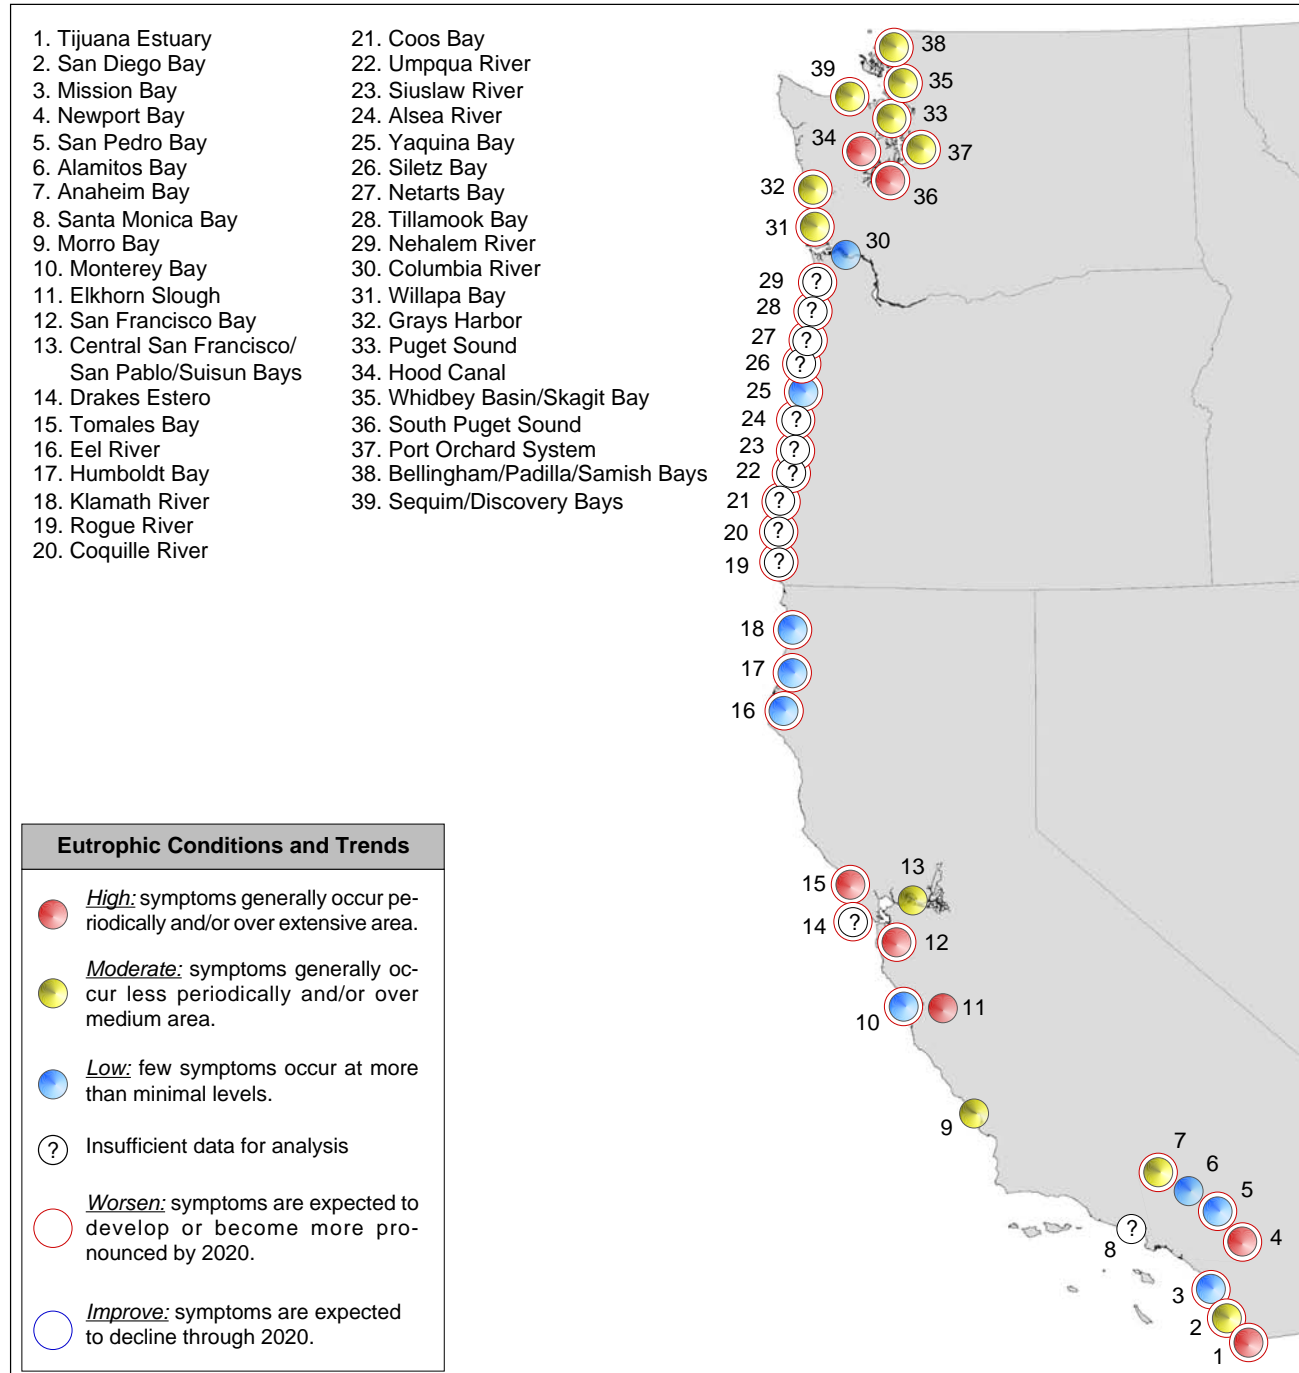 1. Tijuana Estuary
2. San Diego Bay
3. Mission Bay
4. Newport Bay
5. San Pedro Bay
6. Alamitos Bay
7. Anaheim Bay
8. Santa Monica Bay
9. Morro Bay
10. Monterey Bay
11. Elkhorn Slough
12. San Francisco Bay
13. Central San Francisco/
San Pablo/Suisun Bays
14. Drakes Estero
15. Tomales Bay
16. Eel River
17. Humboldt Bay
18. Klamath River
19. Rogue River
20. Coquille River
21. Coos Bay
22. Umpqua River
23. Siuslaw River
24. Alsea River
25. Yaquina Bay
26. Siletz Bay
27. Netarts Bay
28. Tillamook Bay
29. Nehalem River
30. Columbia River
31. Willapa Bay
32. Grays Harbor
33. Puget Sound
34. Hood Canal
35. Whidbey Basin/Skagit Bay
36. South Puget Sound
37. Port Orchard System
38. Bellingham/Padilla/Samish Bays
39. Sequim/Discovery Bays
38
39
35
33
34
37
32
36
31
30
29 ?
28 ?
27 ?
26 ?
25
24 ?
23 ?
22 ?
21 ?
20 ?
19 ?
18
17
16
15
13
14 ?
12
10
11
9
7
6
5
4
8 ?
3
2
1
Eutrophic Conditions and Trends
High: symptoms generally occur pe-
riodically and/or over extensive area.
Moderate: symptoms generally oc-
cur less periodically and/or over
medium area.
Low: few symptoms occur at more
than minimal levels.
? Insufficient data for analysis
Worsen: symptoms are expected to
develop or become more pro-
nounced by 2020.
Improve: symptoms are expected
to decline through 2020.